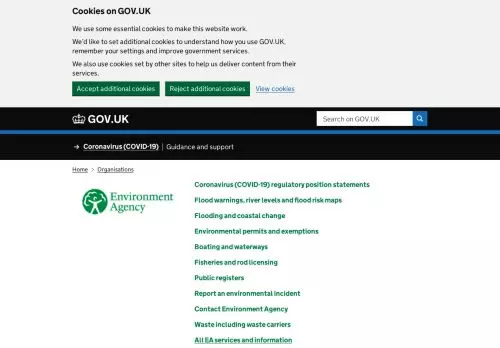 Cookies on GOV.UK
We use some essential cookies to make this website work.
We'd like to set additional cookies to understand how you use GOV.UK,
remember your settings and improve government services.
We also use cookies set by other sites to help us deliver content from their
services.
Accept additional cookies Reject additional cookies View cookies
GOV.UK Search on GOV.UK
→ Coronavirus (COVID-19) | Guidance and support
Home > Organisations
Environment
Agency
Coronavirus (COVID-19) regulatory position statements
Flood warnings, river levels and flood risk maps
Flooding and coastal change
Environmental permits and exemptions
Boating and waterways
Fisheries and rod licensing
Public registers
Report an environmental incident
Contact Environment Agency
Waste including waste carriers
All EA services and information